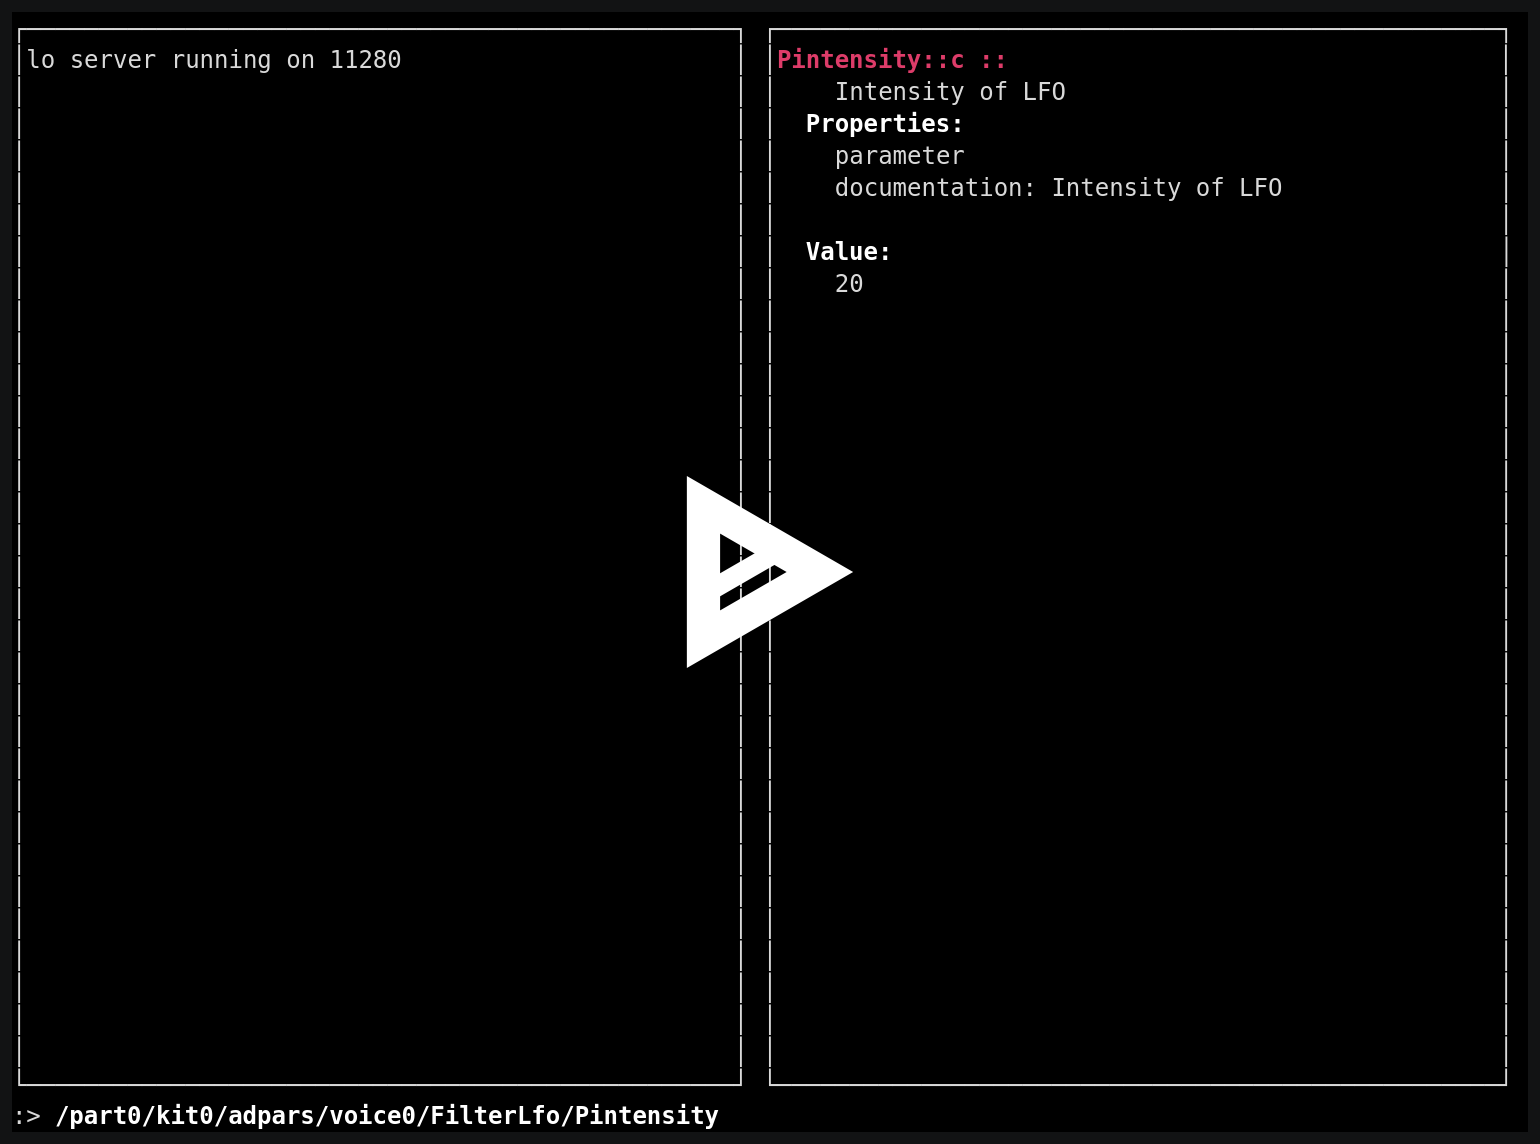 lo server running on 11280
Pintensity::c ::
Intensity of LFO
Properties:
parameter
documentation: Intensity of LFO
Value:
20
:> /part0/kit0/adpars/voice0/FilterLfo/Pintensity